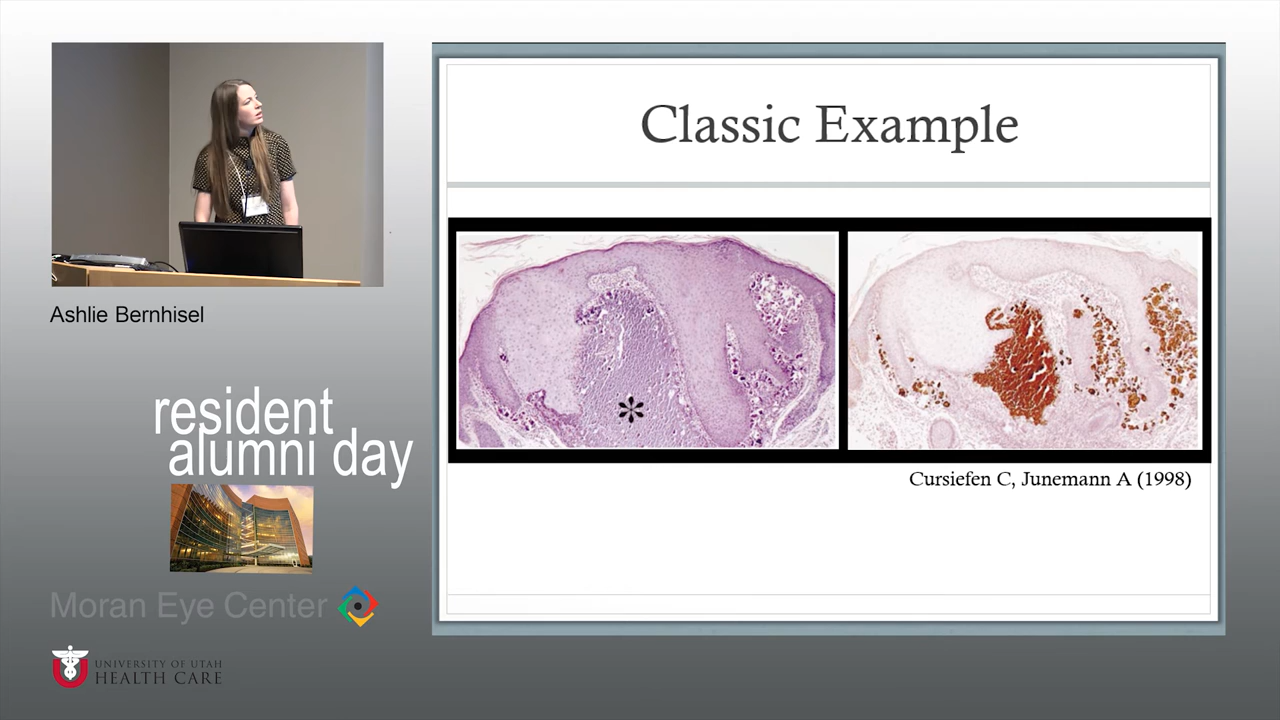 Classic Example
Ashlie Bernhisel
*
Cursiefen C, Junemann A (1998)
resident
alumni day
Moran Eye Center
U
UNIVERSITY OF UTAH
HEALTH CARE